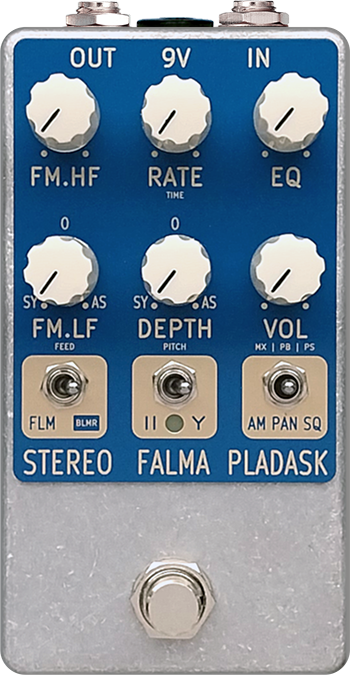 OUT 9V IN
FM.HF RATE EQ
TIME
0 0
SY AS SY AS
FM.LF DEPTH VOL
FEED PITCH MX | PB | PS
FLM BLMR II Y AM PAN SQ
STEREO FALMA PLADASK